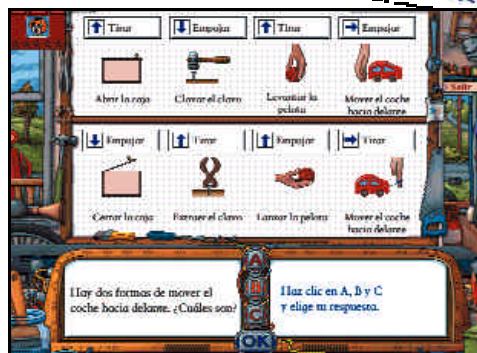 Tirar
Empujar
Tirar
Empujar
Abrir la caja
Clavar el clavo
Levantar la
pelota
Mover el coche
hacia delante
Empujar
Tirar
Empujar
Tirar
Cerrar la caja
Extraer el clavo
Lanzar la pelota
Mover el coche
hacia delante
Salir
Hay dos formas de mover el
coche hacia delante. ¿Cuáles son?
A
B
C
OK
Haz clic en A, B y C
y elige tu respuesta.